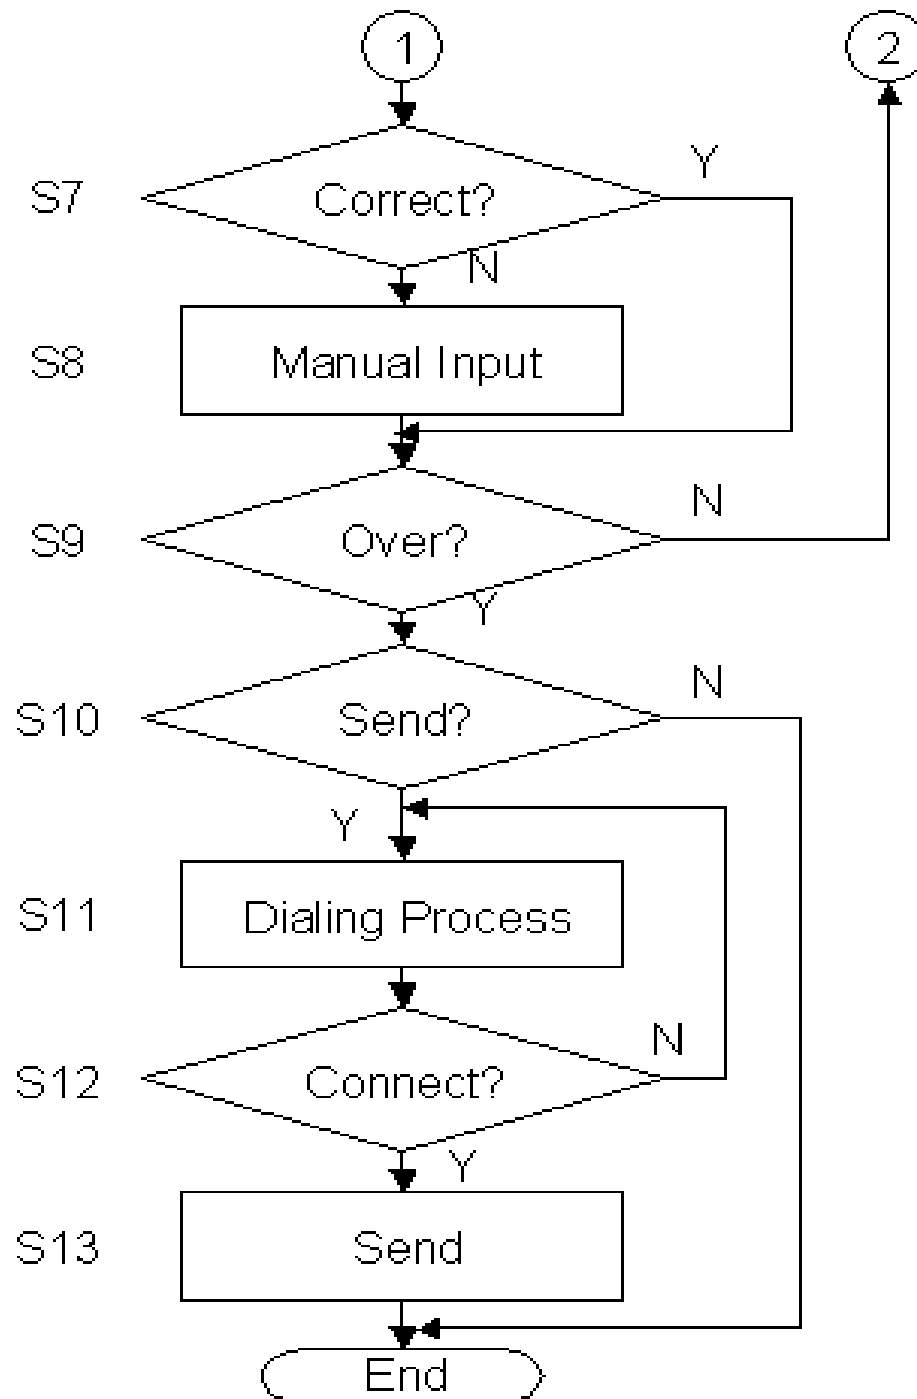 1
2
S7
Correct?
Y
N
S8
Manual Input
S9
Over?
N
Y
S10
Send?
N
Y
S11
Dialing Process
S12
Connect?
N
Y
S13
Send
End